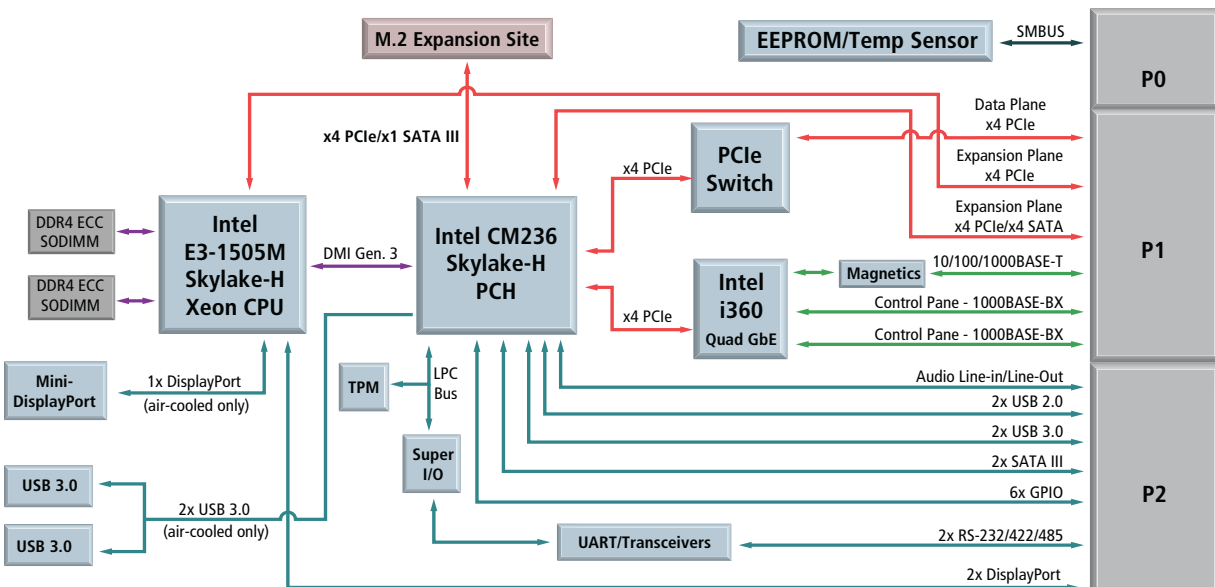 M.2 Expansion Site
EEPROM/Temp Sensor
SMBUS
P0
Data Plane
x4 PCIe
x4 PCIe/x1 SATA III
PCIe
Switch
x4 PCIe
Expansion Plane
x4 PCIe
Expansion Plane
x4 PCIe/x4 SATA
P1
DDR4 ECC
SODIMM
DDR4 ECC
SODIMM
Intel
E3-1505M
Skylake-H
Xeon CPU
DMI Gen. 3
Intel CM236
Skylake-H
PCH
x4 PCIe
Intel
i360
Quad GbE
Magnetics
10/100/1000BASE-T
Control Pane - 1000BASE-BX
Control Pane - 1000BASE-BX
Mini-
DisplayPort
1x DisplayPort
(air-cooled only)
TPM
LPC
Bus
Super
I/O
Audio Line-in/Line-Out
2x USB 2.0
2x USB 3.0
2x SATA III
6x GPIO
P2
USB 3.0
USB 3.0
2x USB 3.0
(air-cooled only)
UART/Transceivers
2x RS-232/422/485
2x DisplayPort